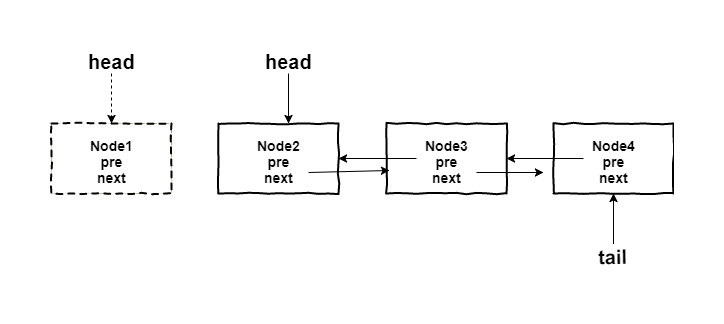 head
head
Node1
pre
next
Node2
pre
next
Node3
pre
next
Node4
pre
next
tail